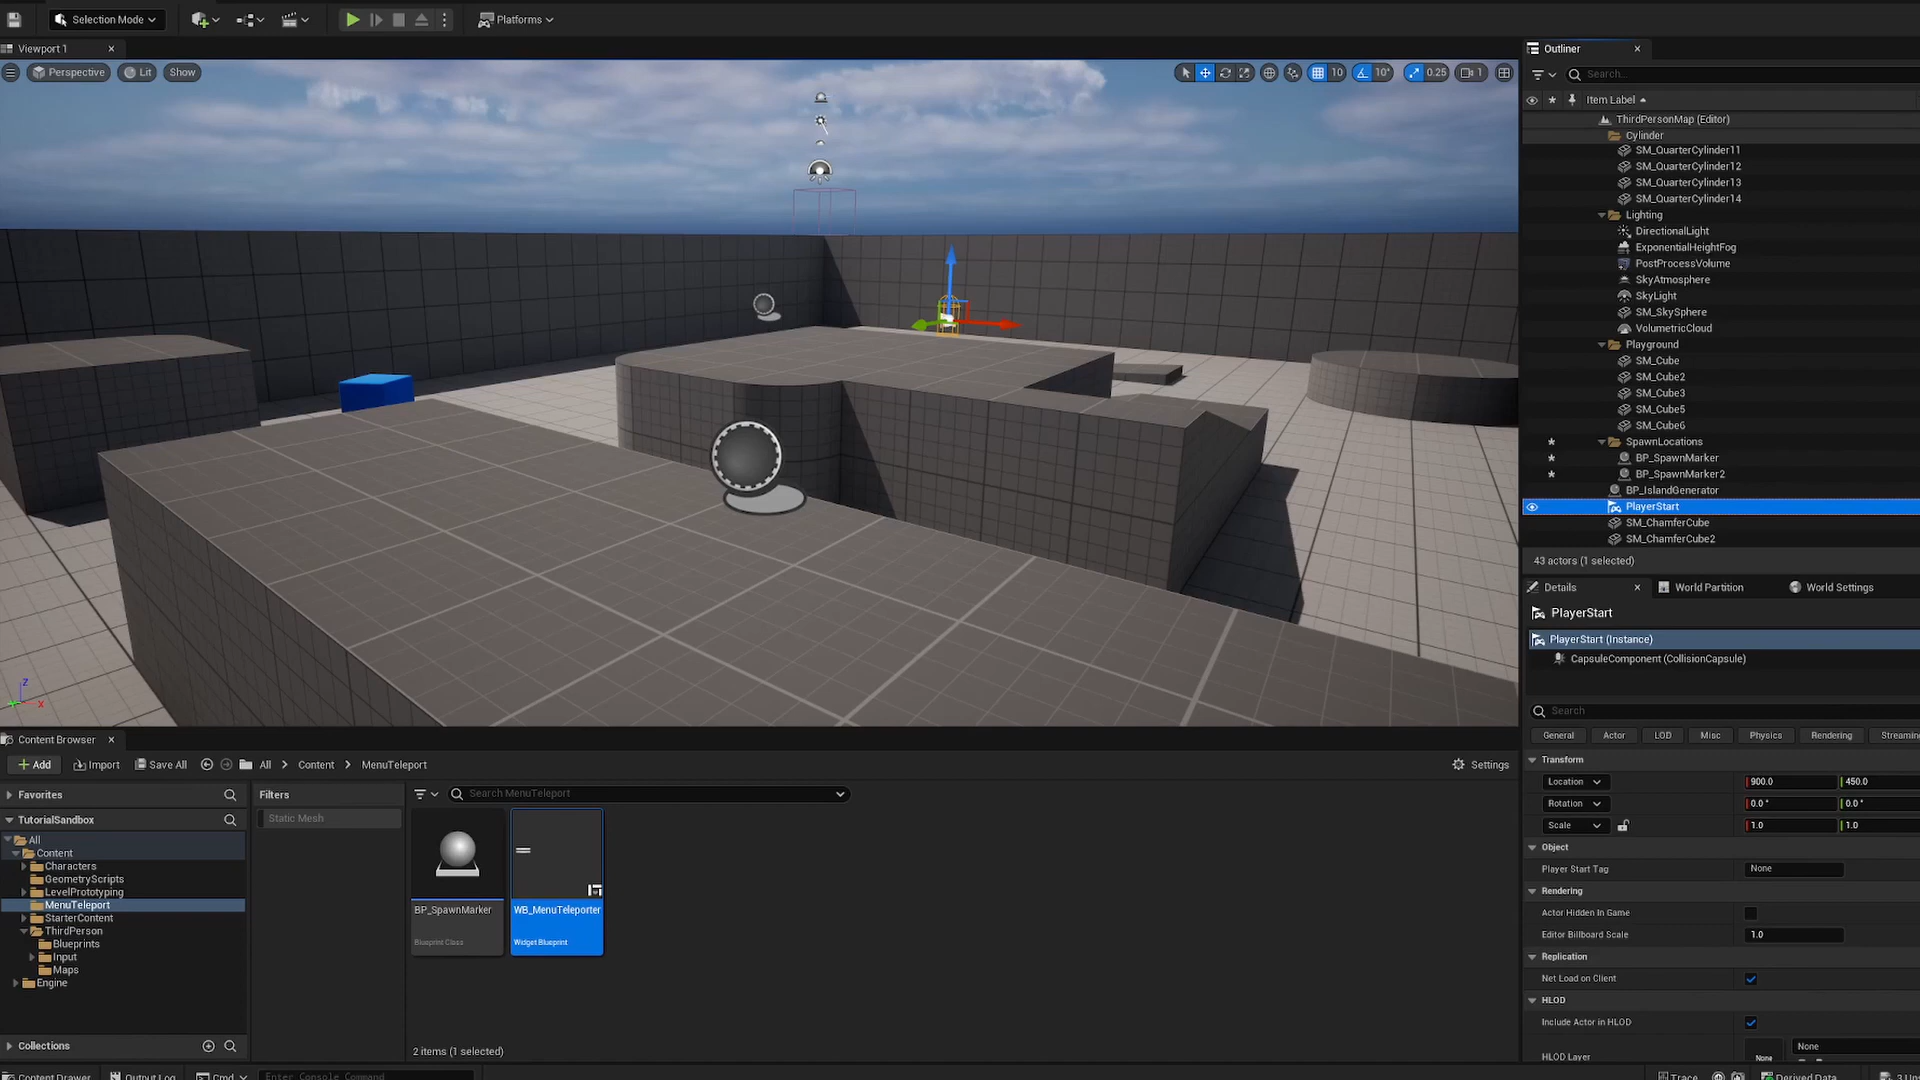 Selection Mode
Platforms
Viewport 1
Perspective
Lit
Show
10
10°
0.25
1
Z
X
Outliner
Search...
Item Label
ThirdPersonMap (Editor)
Cylinder
SM_QuarterCylinder11
SM_QuarterCylinder12
SM_QuarterCylinder13
SM_QuarterCylinder14
Lighting
DirectionalLight
ExponentialHeightFog
PostProcessVolume
SkyAtmosphere
SkyLight
SM_SkySphere
VolumetricCloud
Playground
SM_Cube
SM_Cube2
SM_Cube3
SM_Cube5
SM_Cube6
SpawnLocations
BP_SpawnMarker
BP_SpawnMarker2
BP_IslandGenerator
PlayerStart
SM_ChamferCube
SM_ChamferCube2
43 actors (1 selected)
Details
World Partition
World Settings
PlayerStart
PlayerStart (Instance)
CapsuleComponent (CollisionCapsule)
Search
General
Actor
LOD
Misc
Physics
Rendering
Streaming
Transform
Location
900.0
450.0
Rotation
0.0 °
0.0 °
Scale
1.0
1.0
Object
Player Start Tag
None
Rendering
Actor Hidden In Game
Editor Billboard Scale
1.0
Replication
Net Load on Client
HLOD
Include Actor in HLOD
HLOD Layer
None
None
Content Browser
Add
Import
Save All
All
Content
MenuTeleport
Settings
Favorites
TutorialSandbox
All
Content
Characters
GeometryScripts
LevelPrototyping
MenuTeleport
StarterContent
ThirdPerson
Blueprints
Input
Maps
Engine
Collections
Filters
Static Mesh
Search MenuTeleport
BP_SpawnMarker
Blueprint Class
WB_MenuTeleporter
Widget Blueprint
2 items (1 selected)
Content Drawer
Output Log
Cmd
Enter Console Command
Trace
Derived Data